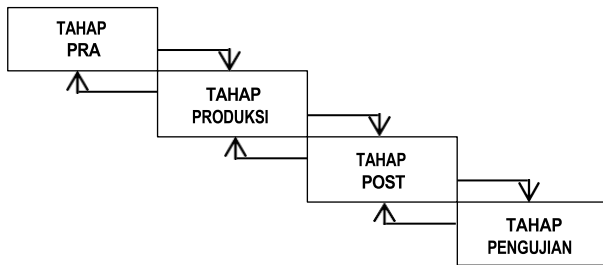 TAHAP
PRA
TAHAP
PRODUKSI
TAHAP
POST
TAHAP
PENGUJIAN